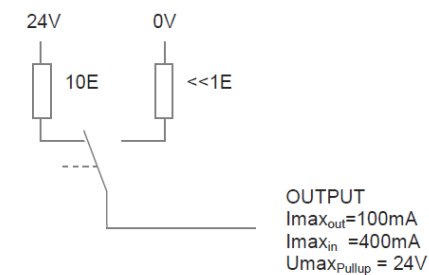 24V 0V
10E <<1E
OUTPUT
Imaxout=100mA
Imaxin =400mA
UmaxPullup = 24V